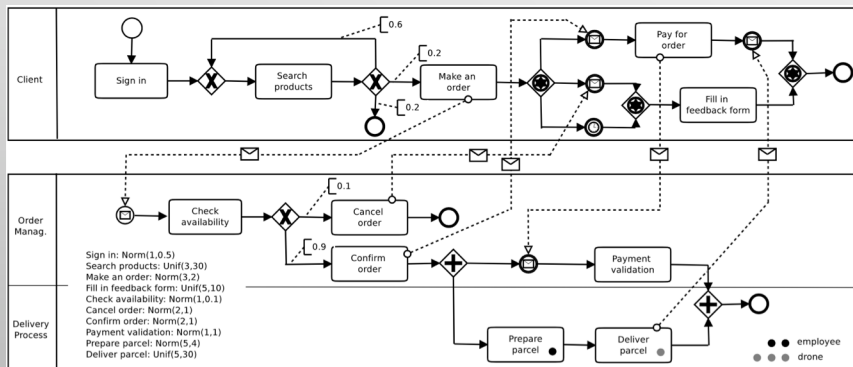 0.6
Client
Sign in
X
Search
products
X
0.2
0.2
Make an
order
Pay for
order
Fill in
feedback form
Order
Manag.
Check
availability
X
0.1
Cancel
order
0.9
Confirm
order
Payment
validation
Sign in: Norm(1,0.5)
Search products: Unif(3,30)
Make an order: Norm(3,2)
Fill in feedback form: Unif(5,10)
Check availability: Norm(1,0.1)
Cancel order: Norm(2,1)
Confirm order: Norm(2,1)
Payment validation: Norm(1,1)
Prepare parcel: Norm(5,4)
Deliver parcel: Unif(5,30)
Delivery
Process
Prepare
parcel
Deliver
parcel
employee
drone